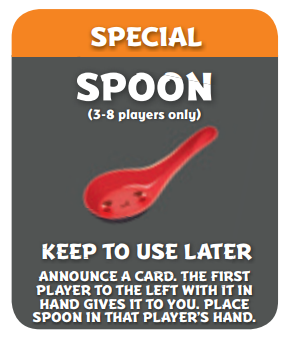 SPECIAL
SPOON
(3-8 players only)
KEEP TO USE LATER
ANNOUNCE A CARD. THE FIRST
PLAYER TO THE LEFT WITH IT IN
HAND GIVES IT TO YOU. PLACE
SPOON IN THAT PLAYER'S HAND.